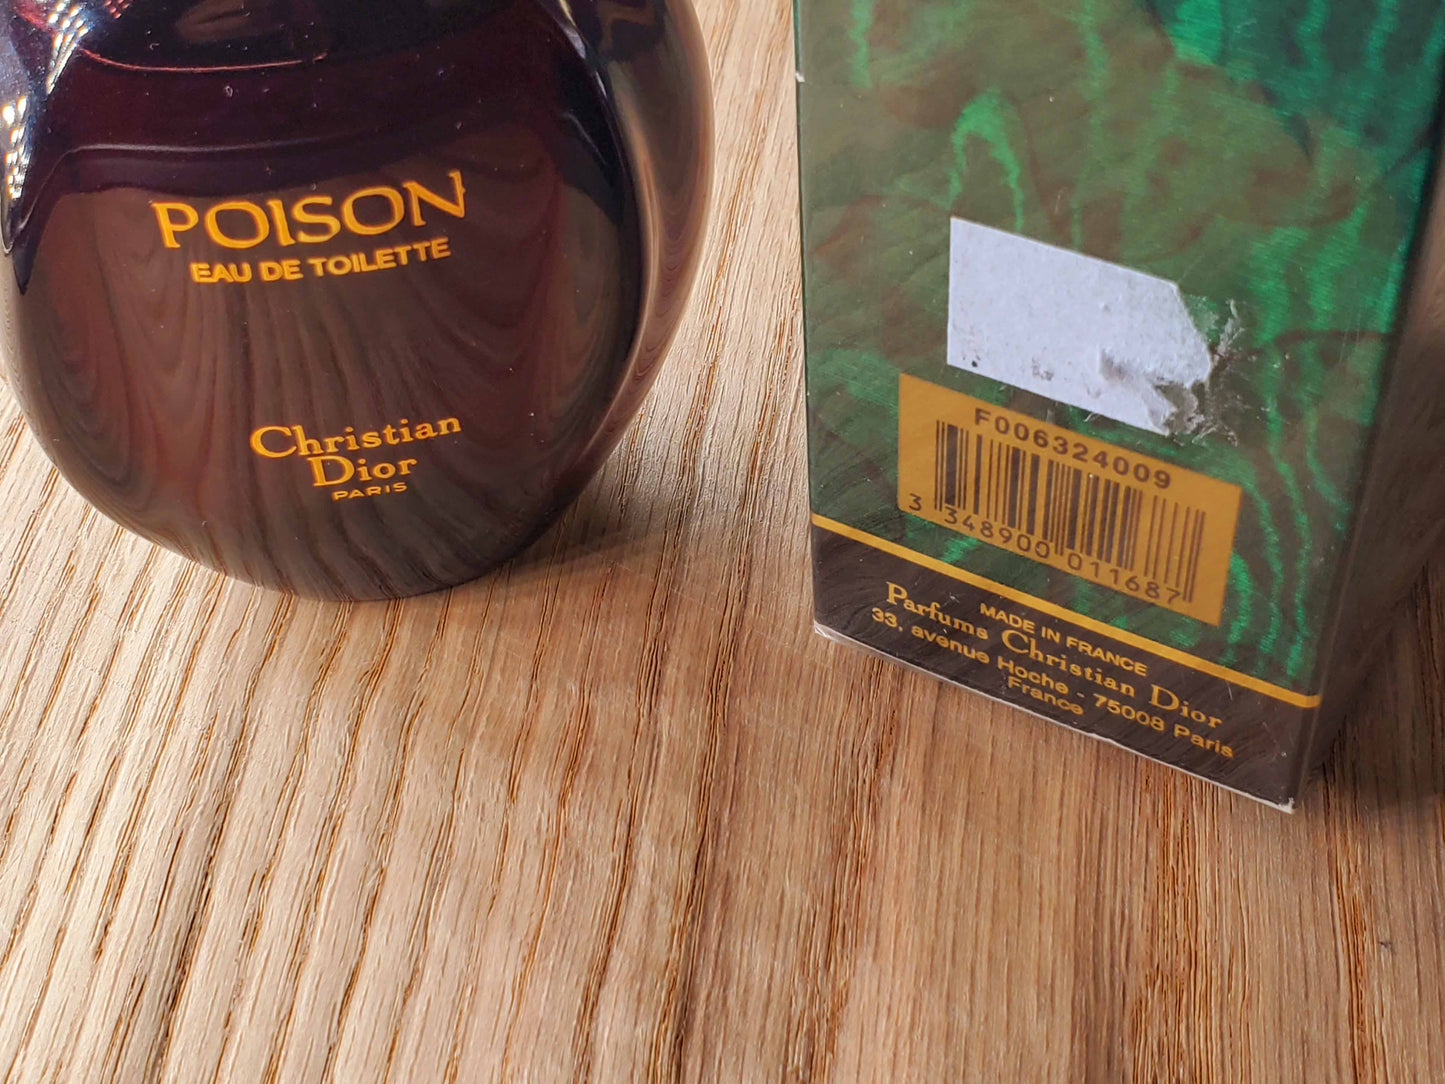 POISON
EAU DE TOILETTE
Christian
Dior
PARIS
F006324009
3 348900 011687
MADE IN FRANCE
Parfums Christian Dior
33, avenue Hoche - 75008 Paris
France